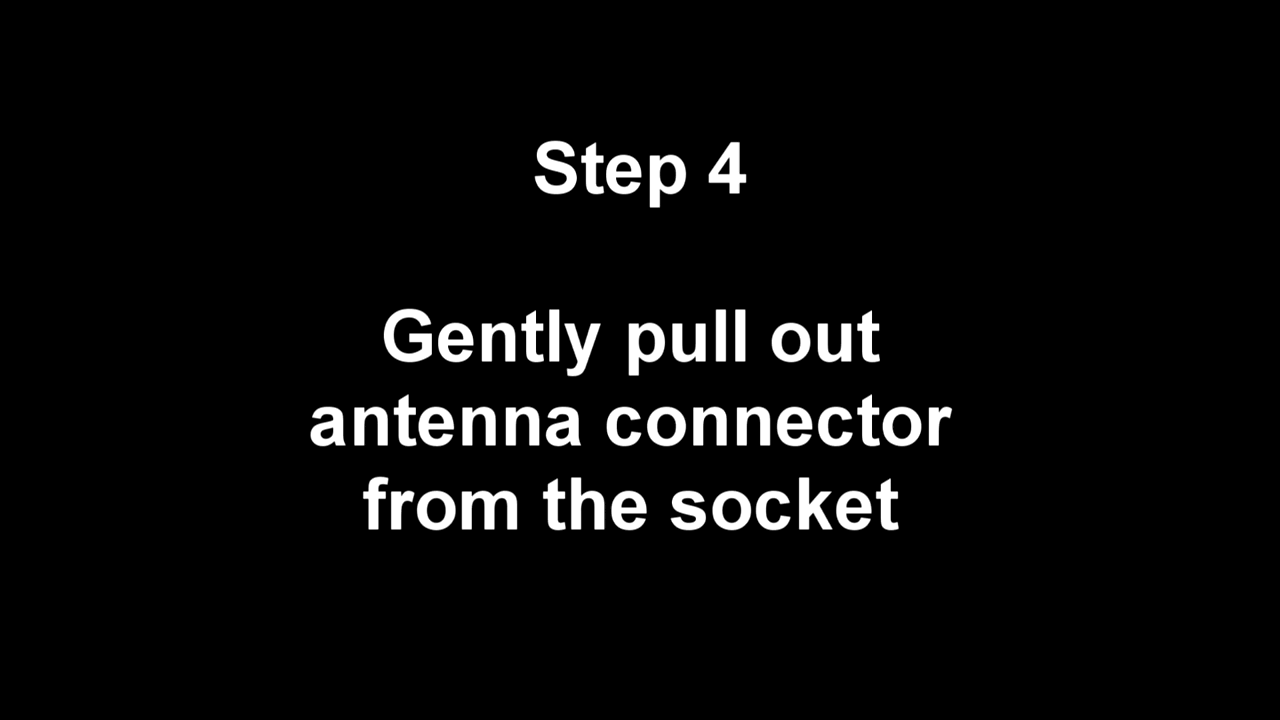 Step 4
Gently pull out
antenna connector
from the socket